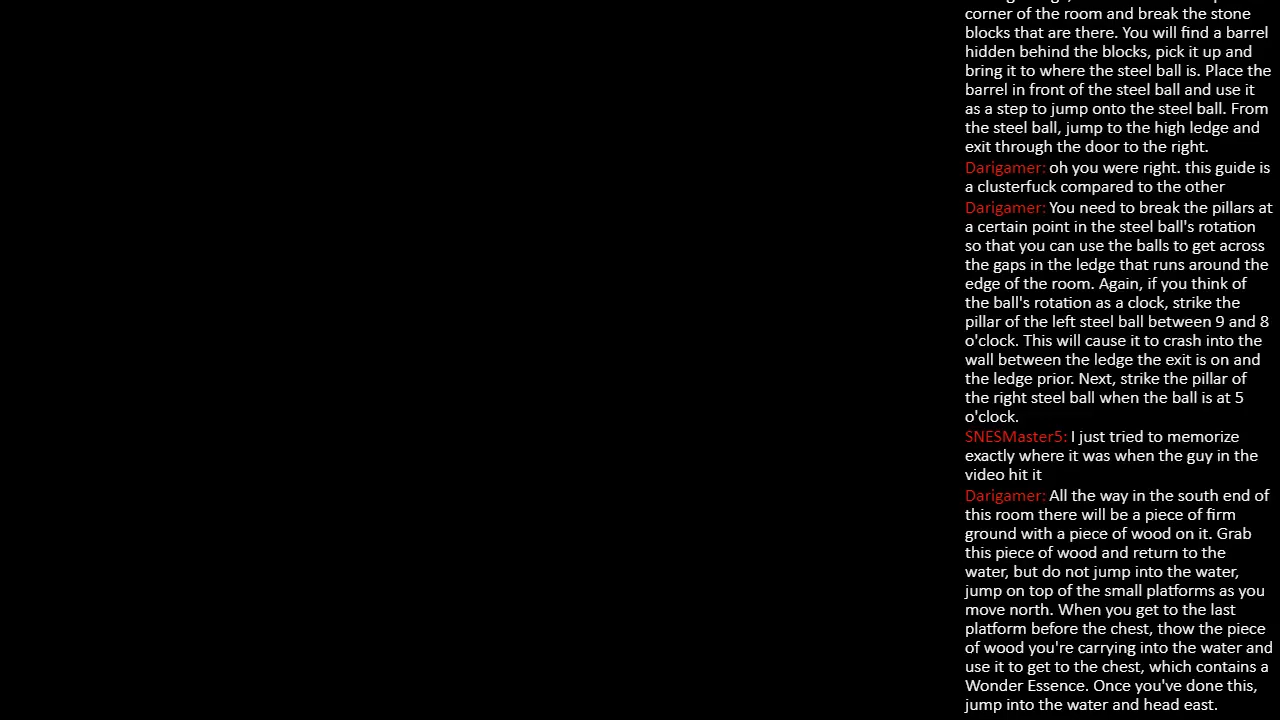 corner of the room and break the stone
blocks that are there. You will find a barrel
hidden behind the blocks, pick it up and
bring it to where the steel ball is. Place the
barrel in front of the steel ball and use it
as a step to jump onto the steel ball. From
the steel ball, jump to the high ledge and
exit through the door to the right.
Darigamer: oh you were right. this guide is
a clusterfuck compared to the other
Darigamer: You need to break the pillars at
a certain point in the steel ball's rotation
so that you can use the balls to get across
the gaps in the ledge that runs around the
edge of the room. Again, if you think of
the ball's rotation as a clock, strike the
pillar of the left steel ball between 9 and 8
o'clock. This will cause it to crash into the
wall between the ledge the exit is on and
the ledge prior. Next, strike the pillar of
the right steel ball when the ball is at 5
o'clock.
SNESMaster5: I just tried to memorize
exactly where it was when the guy in the
video hit it
Darigamer: All the way in the south end of
this room there will be a piece of firm
ground with a piece of wood on it. Grab
this piece of wood and return to the
water, but do not jump into the water,
jump on top of the small platforms as you
move north. When you get to the last
platform before the chest, thow the piece
of wood you're carrying into the water and
use it to get to the chest, which contains a
Wonder Essence. Once you've done this,
jump into the water and head east.